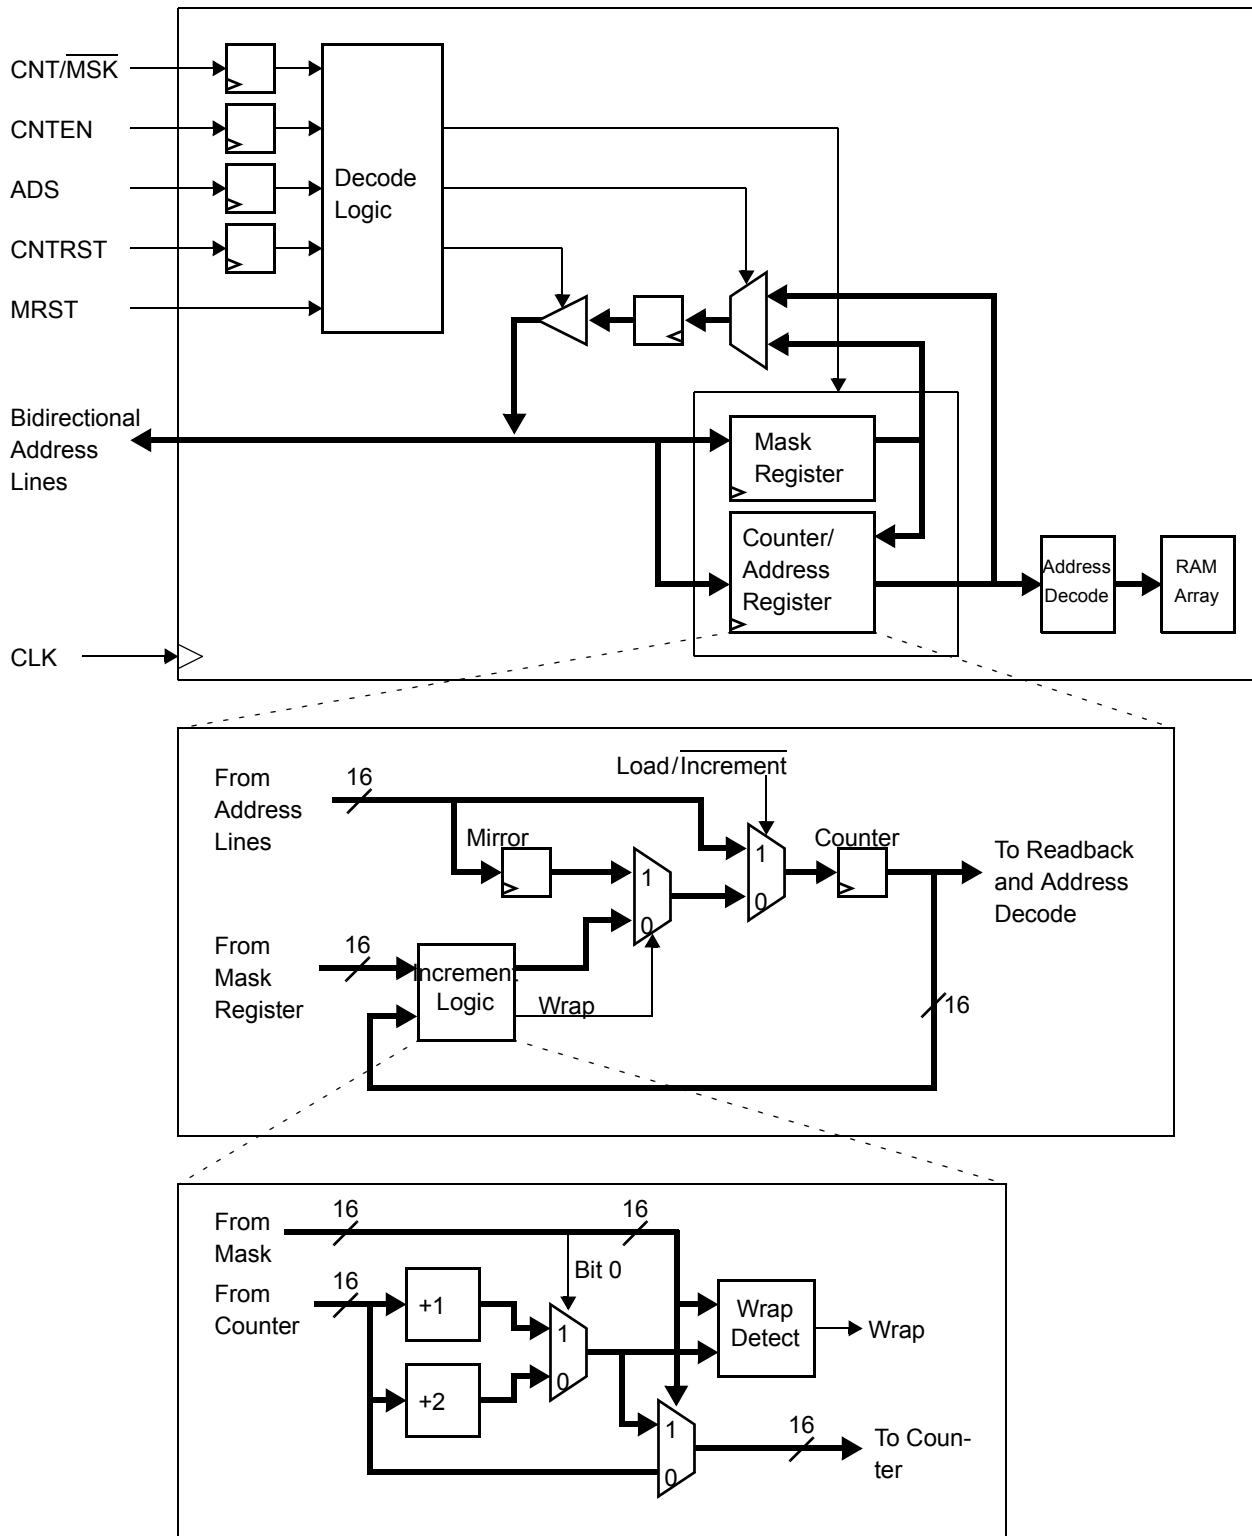 CNT/MSK
CNTEN
ADS
CNTRST
MRST
Decode
Logic
Bidirectional
Address
Lines
Mask
Register
Counter/
Address
Register
Address
Decode
RAM
Array
CLK
From
Address
Lines
16
Load/Increment
Mirror
1
0
1
0
Counter
To Readback
and Address
Decode
From
Mask
Register
16
Increment
Logic
Wrap
16
From
Mask
16
16
Bit 0
From
Counter
16
+1
+2
1
0
Wrap
Detect
Wrap
1
0
16
To Coun-
ter